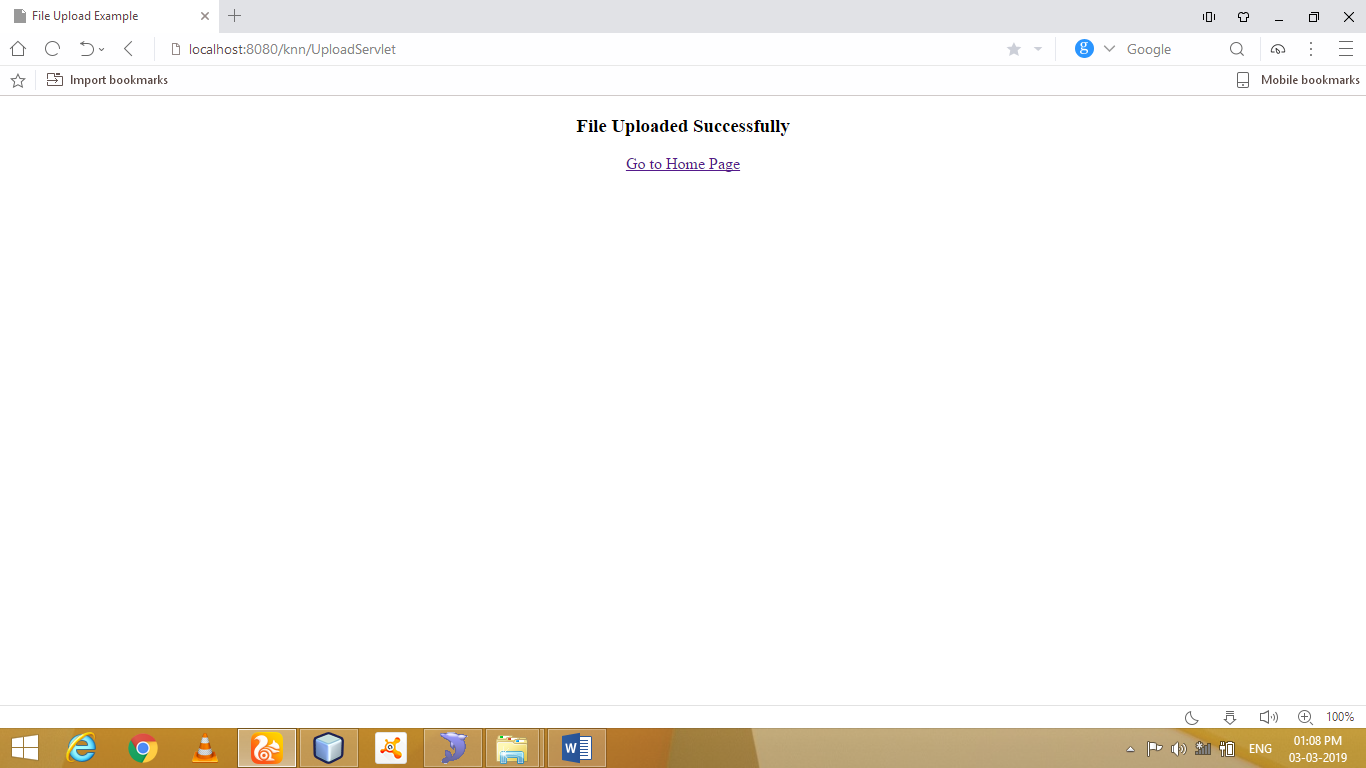 File Upload Example
localhost:8080/knn/UploadServlet
Google
Import bookmarks
Mobile bookmarks
File Uploaded Successfully
Go to Home Page
100%
ENG
01:08 PM
03-03-2019